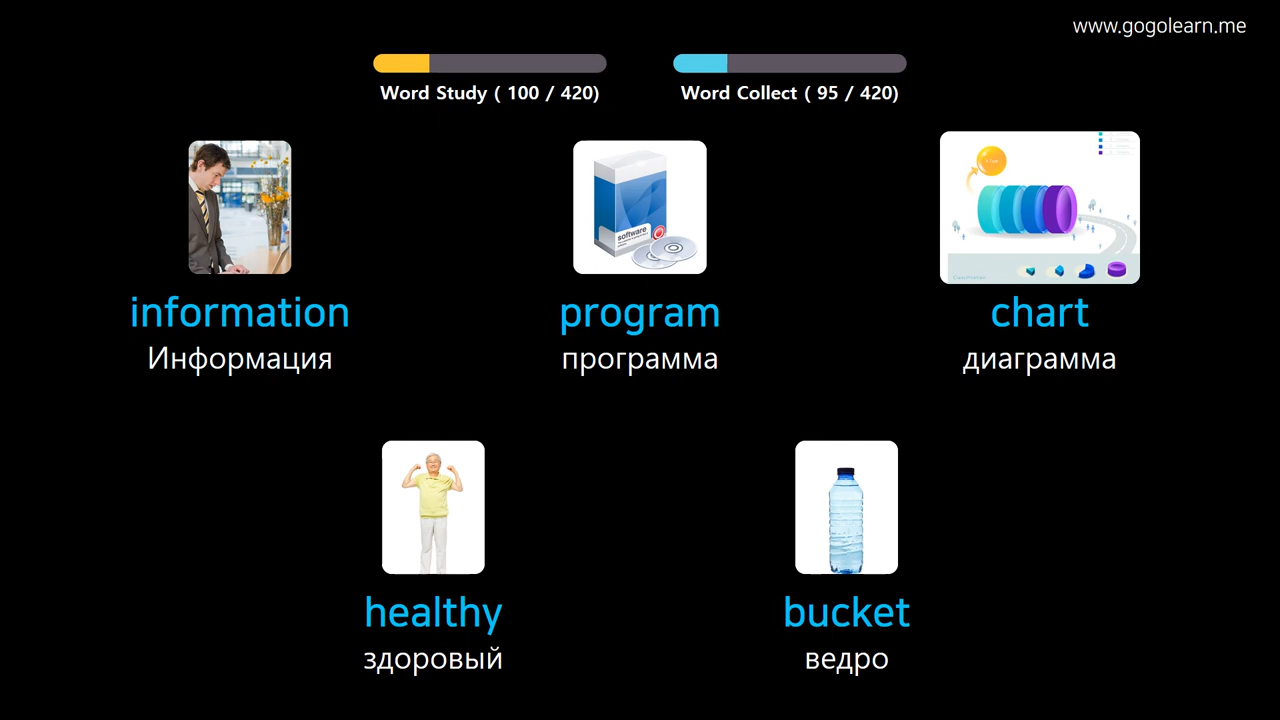 www.gogolearn.me
Word Study ( 100 / 420)
Word Collect ( 95 / 420)
software
information
Информация
program
программа
chart
диаграмма
healthy
здоровый
bucket
ведро